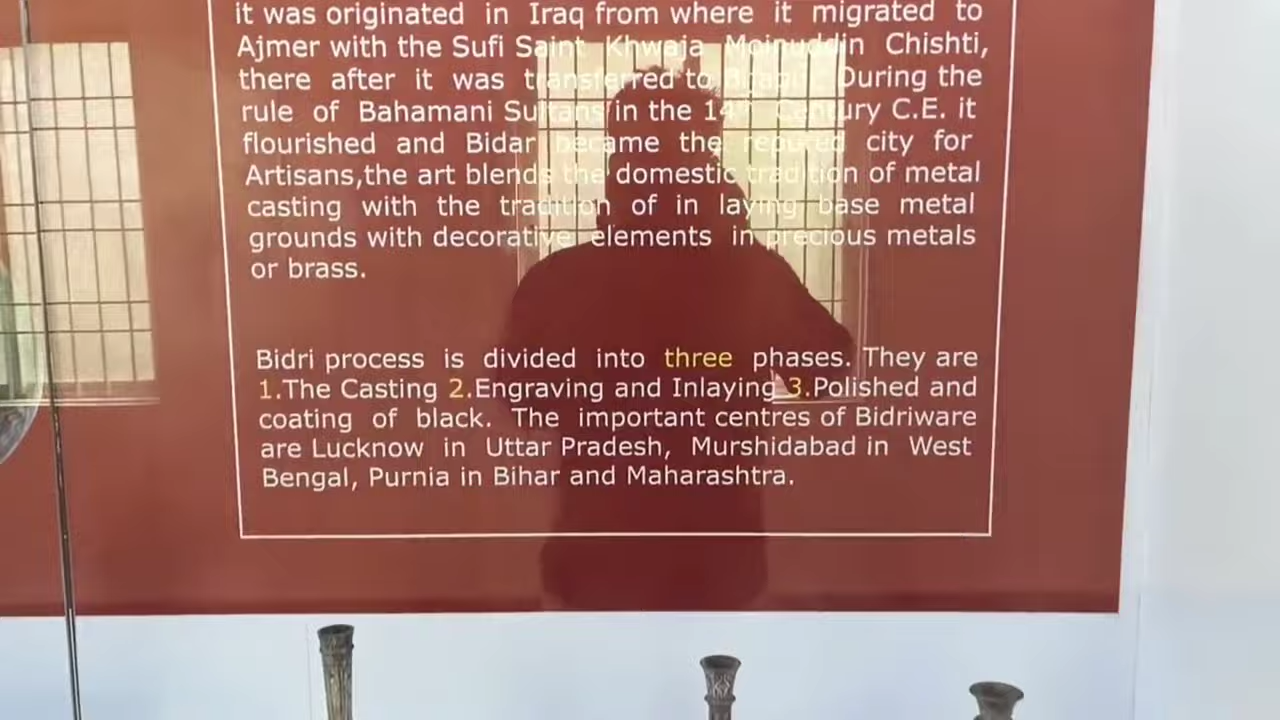 it was originated in Iraq from where it migrated to
Ajmer with the Sufi Saint Khwaja Moinuddin Chishti,
there after it was transferred to Bijapur. During the
rule of Bahamani Sultans in the 14th Century C.E. it
flourished and Bidar became the reputed city for
Artisans,the art blends the domestic tradition of metal
casting with the tradition of in laying base metal
grounds with decorative elements in precious metals
or brass.
Bidri process is divided into three phases. They are
1.The Casting 2.Engraving and Inlaying 3.Polished and
coating of black. The important centres of Bidriware
are Lucknow in Uttar Pradesh, Murshidabad in West
Bengal, Purnia in Bihar and Maharashtra.